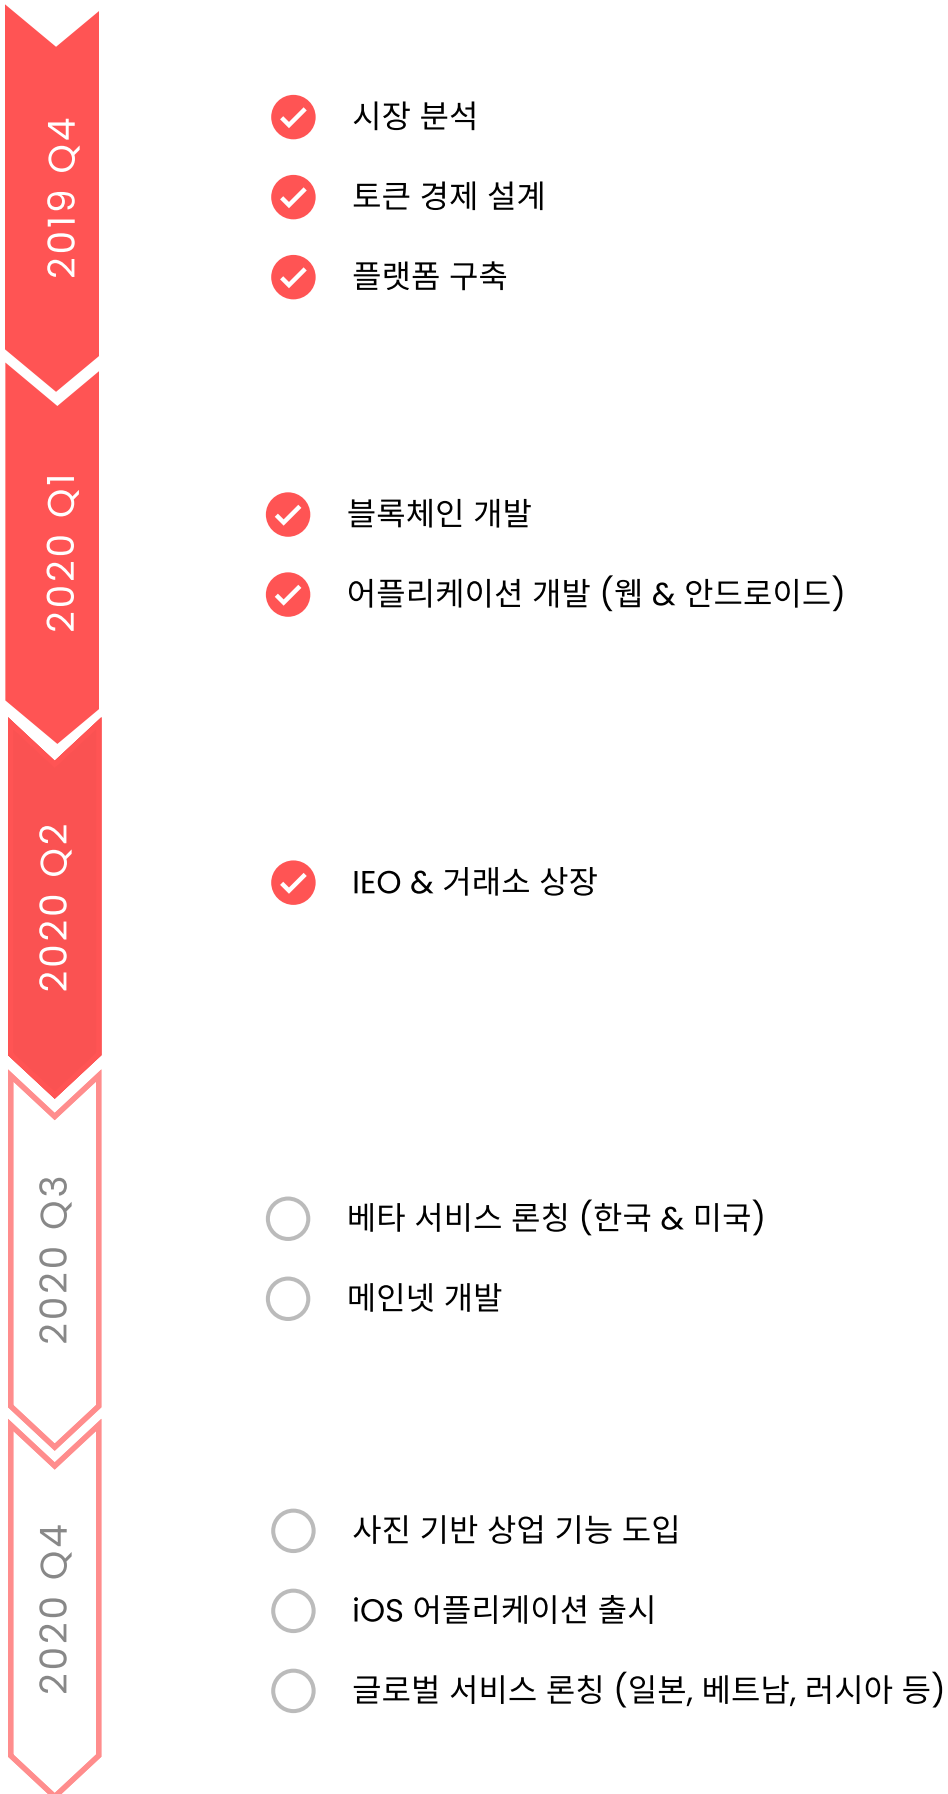 2019 Q4
시장 분석
토큰 경제 설계
플랫폼 구축
2020 Q1
블록체인 개발
어플리케이션 개발 (웹 & 안드로이드)
2020 Q2
IEO & 거래소 상장
2020 Q3
베타 서비스 론칭 (한국 & 미국)
메인넷 개발
2020 Q4
사진 기반 상업 기능 도입
iOS 어플리케이션 출시
글로벌 서비스 론칭 (일본, 베트남, 러시아 등)